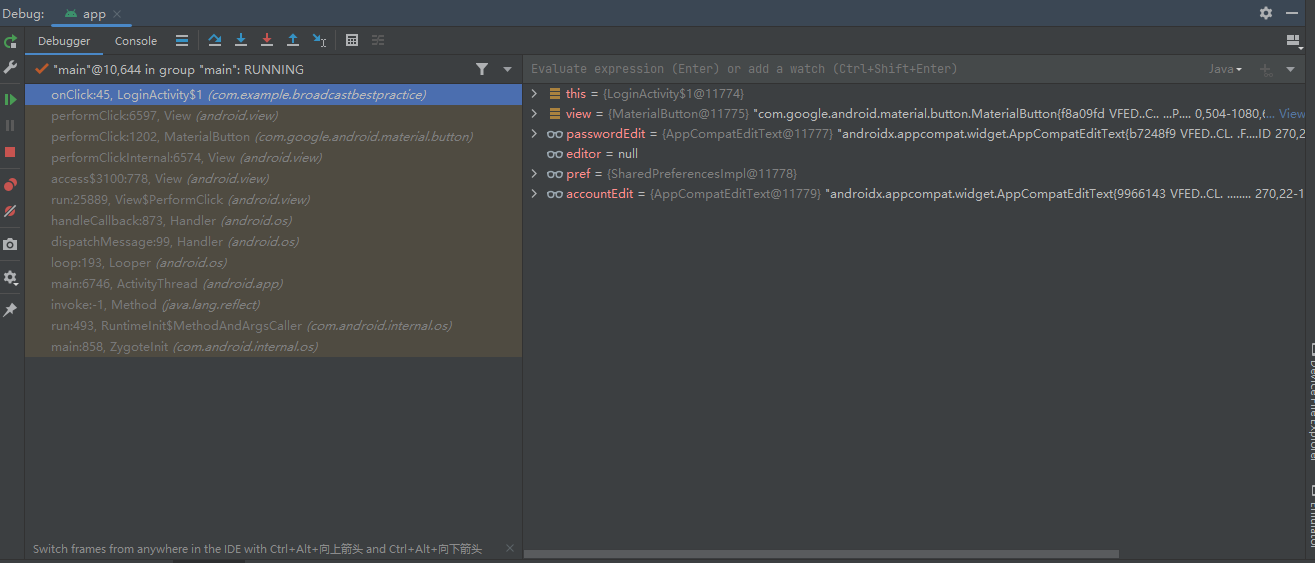 Debug: app
Debugger Console
"main"@10,644 in group "main": RUNNING
onClick:45, LoginActivity$1 (com.example.broadcastbestpractice)
performClick:6597, View (android.view)
performClick:1202, MaterialButton (com.google.android.material.button)
performClickInternal:6574, View (android.view)
access$3100:778, View (android.view)
run:25889, View$PerformClick (android.view)
handleCallback:873, Handler (android.os)
dispatchMessage:99, Handler (android.os)
loop:193, Looper (android.os)
main:6746, ActivityThread (android.app)
invoke:-1, Method (java.lang.reflect)
run:493, RuntimeInit$MethodAndArgsCaller (com.android.internal.os)
main:858, ZygoteInit (com.android.internal.os)
Switch frames from anywhere in the IDE with Ctrl+Alt+向上箭头 and Ctrl+Alt+向下箭头
Evaluate expression (Enter) or add a watch (Ctrl+Shift+Enter) Java
this = {LoginActivity$1@11774}
view = {MaterialButton@11775} "com.google.android.material.button.MaterialButton{f8a09fd VFED..C.. ...P.... 0,504-1080,6... View
passwordEdit = {AppCompatEditText@11777} "androidx.appcompat.widget.AppCompatEditText{b7248f9 VFED..CL. .F....ID 270,2
editor = null
pref = {SharedPreferencesImpl@11778}
accountEdit = {AppCompatEditText@11779} "androidx.appcompat.widget.AppCompatEditText{9966143 VFED..CL. ........ 270,22-1
Device File Explorer
Emulator